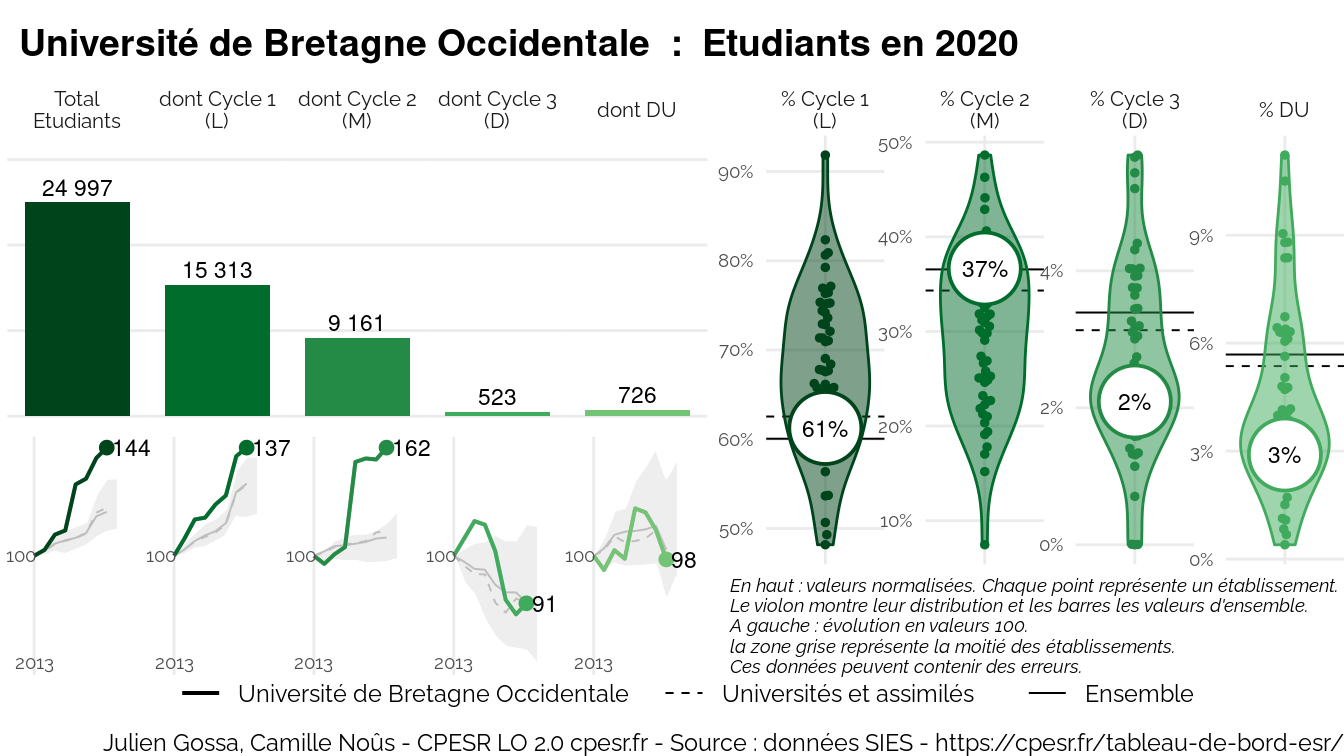 Université de Bretagne Occidentale : Etudiants en 2020
Total
Etudiants
dont Cycle 1
(L)
dont Cycle 2
(M)
dont Cycle 3
(D)
dont DU
24 997
15 313
9 161
523
726
144
100
2013
137
100
2013
162
100
2013
91
100
2013
98
100
2013
% Cycle 1
(L)
90%
80%
70%
60%
50%
61%
% Cycle 2
(M)
50%
40%
30%
20%
10%
37%
% Cycle 3
(D)
4%
2%
0%
2%
% DU
9%
6%
3%
0%
3%
En haut : valeurs normalisées. Chaque point représente un établissement.
Le violon montre leur distribution et les barres les valeurs d'ensemble.
A gauche : évolution en valeurs 100.
la zone grise représente la moitié des établissements.
Ces données peuvent contenir des erreurs.
Université de Bretagne Occidentale
Universités et assimilés
Ensemble
Julien Gossa, Camille Noûs - CPESR LO 2.0 cpesr.fr - Source : données SIES - https://cpesr.fr/tableau-de-bord-esr/